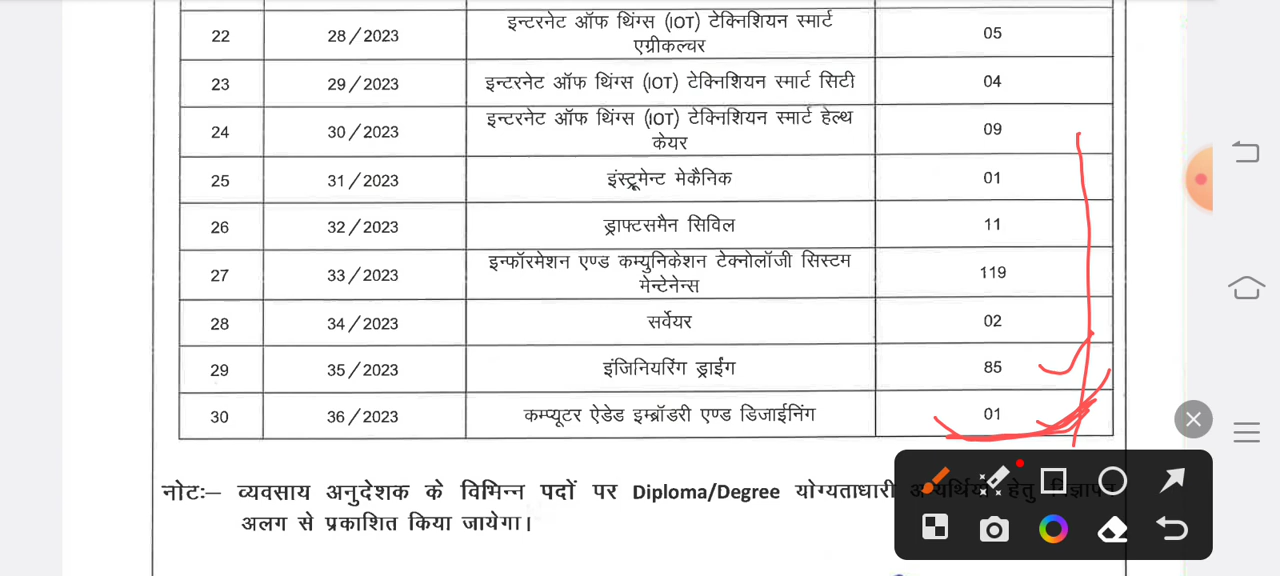 22 28/2023 इन्टरनेट ऑफ थिंग्स (IOT) टेक्निशियन स्मार्ट एग्रीकल्चर 05
23 29/2023 इन्टरनेट ऑफ थिंग्स (IOT) टेक्निशियन स्मार्ट सिटी 04
24 30/2023 इन्टरनेट ऑफ थिंग्स (IOT) टेक्निशियन स्मार्ट हेल्थ केयर 09
25 31/2023 इंस्ट्रूमेन्ट मेकैनिक 01
26 32/2023 ड्राफ्टसमैन सिविल 11
27 33/2023 इन्फॉरमेशन एण्ड कम्युनिकेशन टेक्नोलॉजी सिस्टम मेन्टेनेन्स 119
28 34/2023 सर्वेयर 02
29 35/2023 इंजिनियरिंग ड्राईंग 85
30 36/2023 कम्प्यूटर ऐडेड इम्ब्रॉडरी एण्ड डिजाईनिंग 01
नोटः– व्यवसाय अनुदेशक के विभिन्न पदों पर Diploma/Degree योग्यताधारी
अलग से प्रकाशित किया जायेगा।